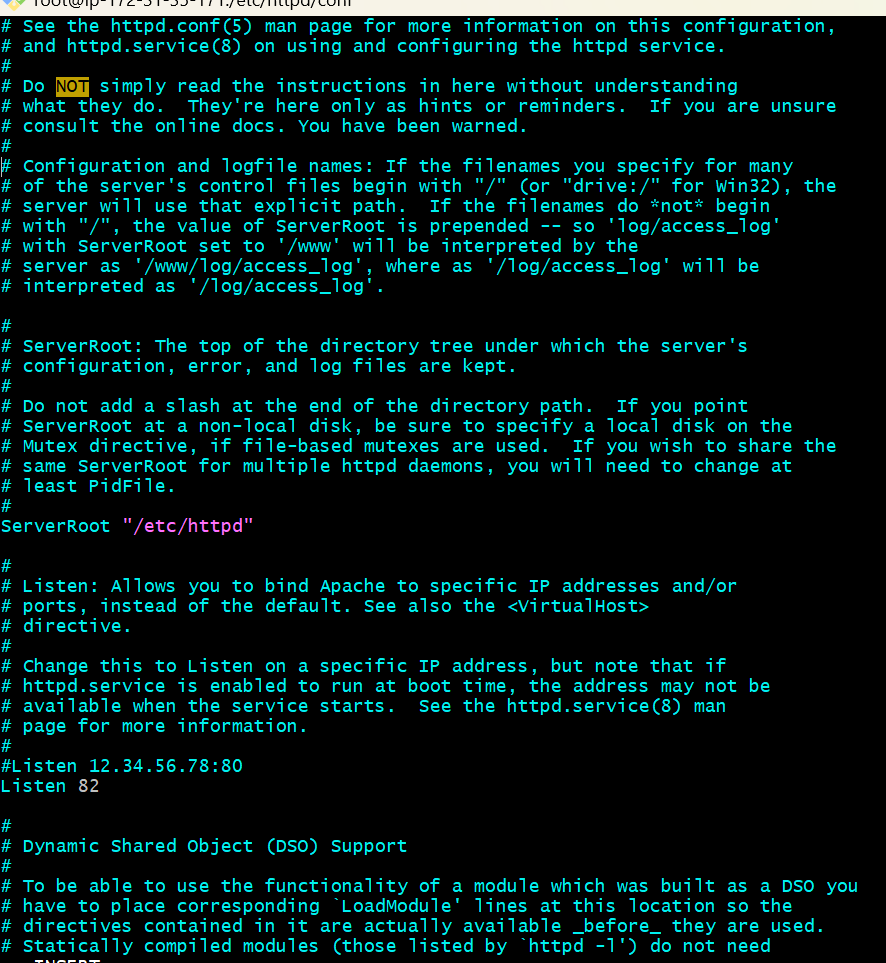 root@ip-172-31-35-171:/etc/httpd/conf
# See the httpd.conf(5) man page for more information on this configuration,
# and httpd.service(8) on using and configuring the httpd service.
#
# Do NOT simply read the instructions in here without understanding
# what they do.  They're here only as hints or reminders.  If you are unsure
# consult the online docs. You have been warned.
#
# Configuration and logfile names: If the filenames you specify for many
# of the server's control files begin with "/" (or "drive:/" for Win32), the
# server will use that explicit path.  If the filenames do *not* begin
# with "/", the value of ServerRoot is prepended -- so 'log/access_log'
# with ServerRoot set to '/www' will be interpreted by the
# server as '/www/log/access_log', where as '/log/access_log' will be
# interpreted as '/log/access_log'.

#
# ServerRoot: The top of the directory tree under which the server's
# configuration, error, and log files are kept.
#
# Do not add a slash at the end of the directory path.  If you point
# ServerRoot at a non-local disk, be sure to specify a local disk on the
# Mutex directive, if file-based mutexes are used.  If you wish to share the
# same ServerRoot for multiple httpd daemons, you will need to change at
# least PidFile.
#
ServerRoot "/etc/httpd"

#
# Listen: Allows you to bind Apache to specific IP addresses and/or
# ports, instead of the default. See also the <VirtualHost>
# directive.
#
# Change this to Listen on a specific IP address, but note that if
# httpd.service is enabled to run at boot time, the address may not be
# available when the service starts.  See the httpd.service(8) man
# page for more information.
#
#Listen 12.34.56.78:80
Listen 82

#
# Dynamic Shared Object (DSO) Support
#
# To be able to use the functionality of a module which was built as a DSO you
# have to place corresponding `LoadModule' lines at this location so the
# directives contained in it are actually available _before_ they are used.
# Statically compiled modules (those listed by `httpd -l') do not need
-- INSERT --